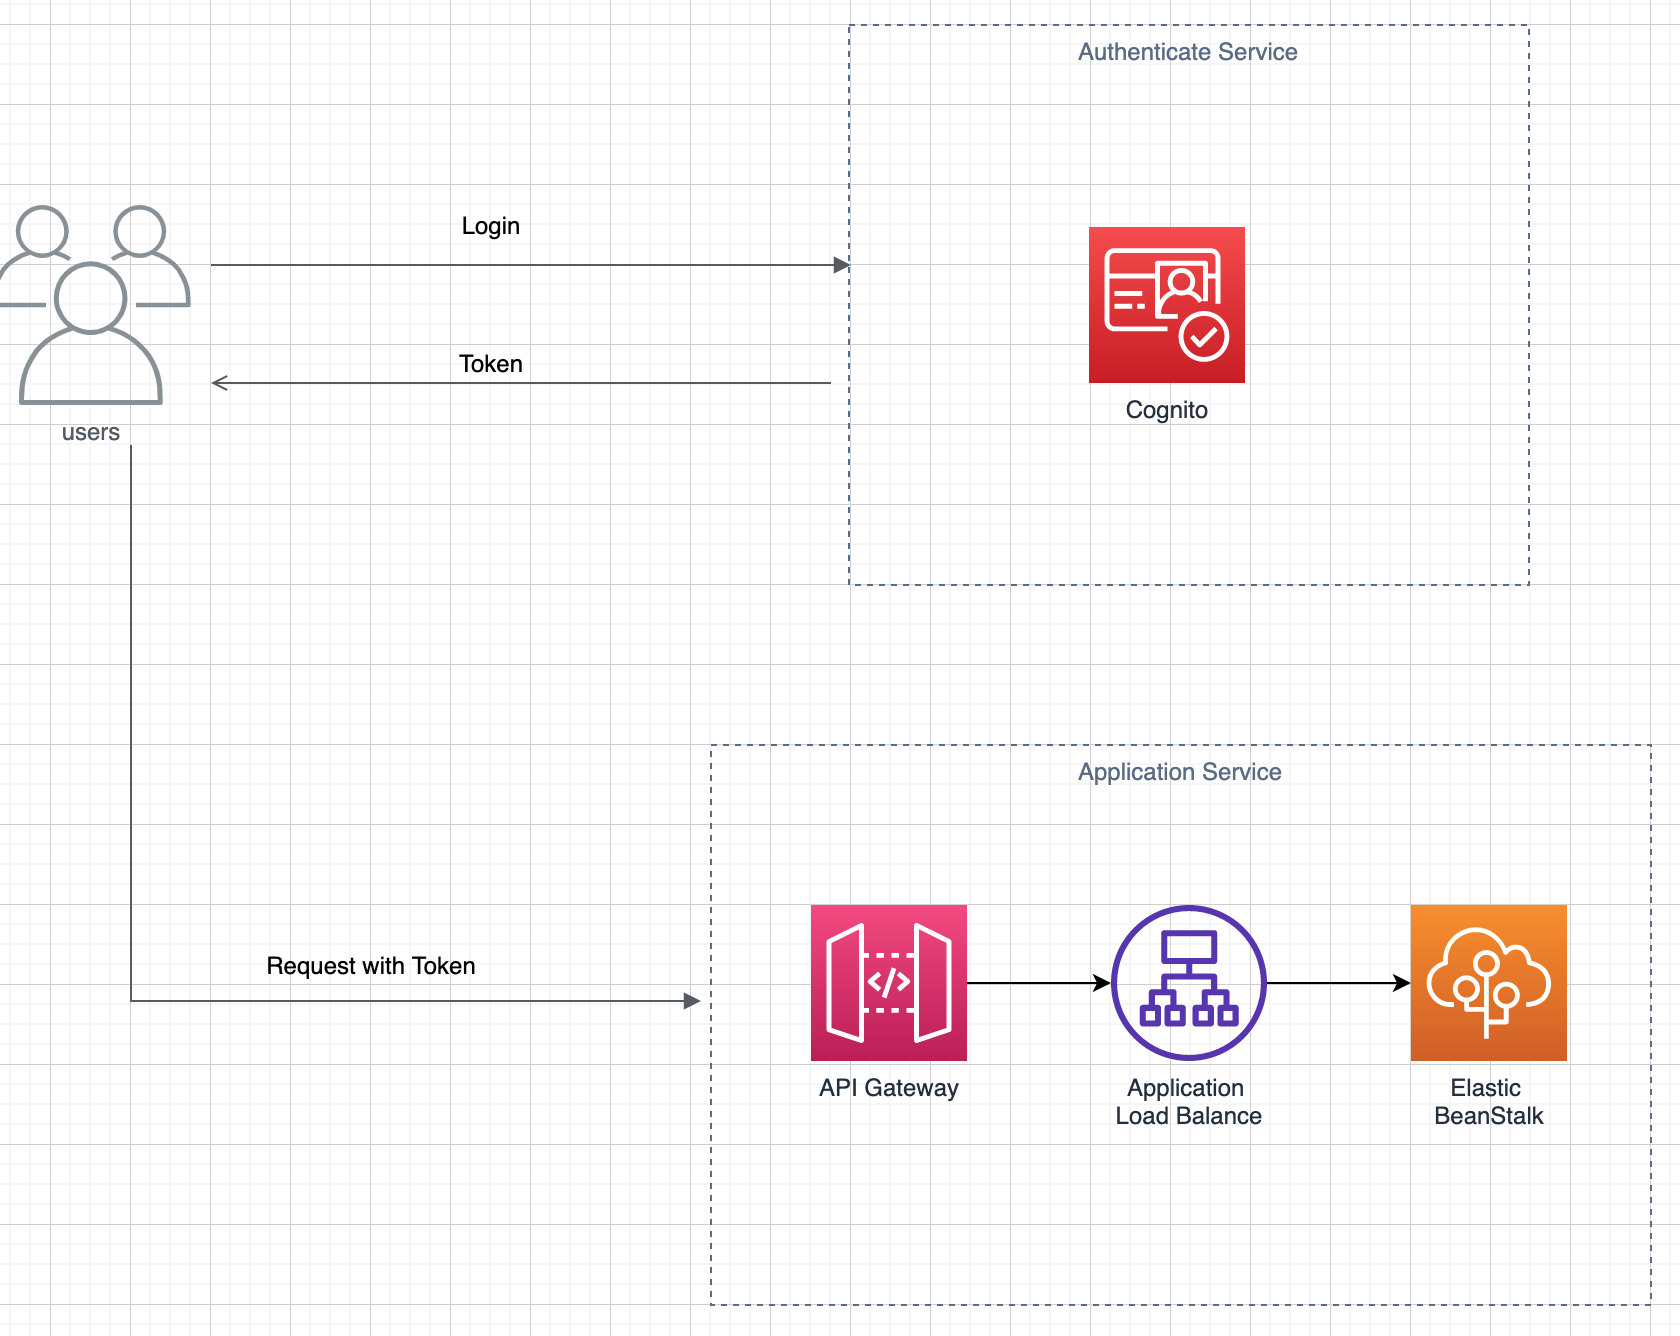 Authenticate Service
Login
Token
Cognito
users
Application Service
Request with Token
</>
API Gateway
Application
Load Balance
Elastic
BeanStalk